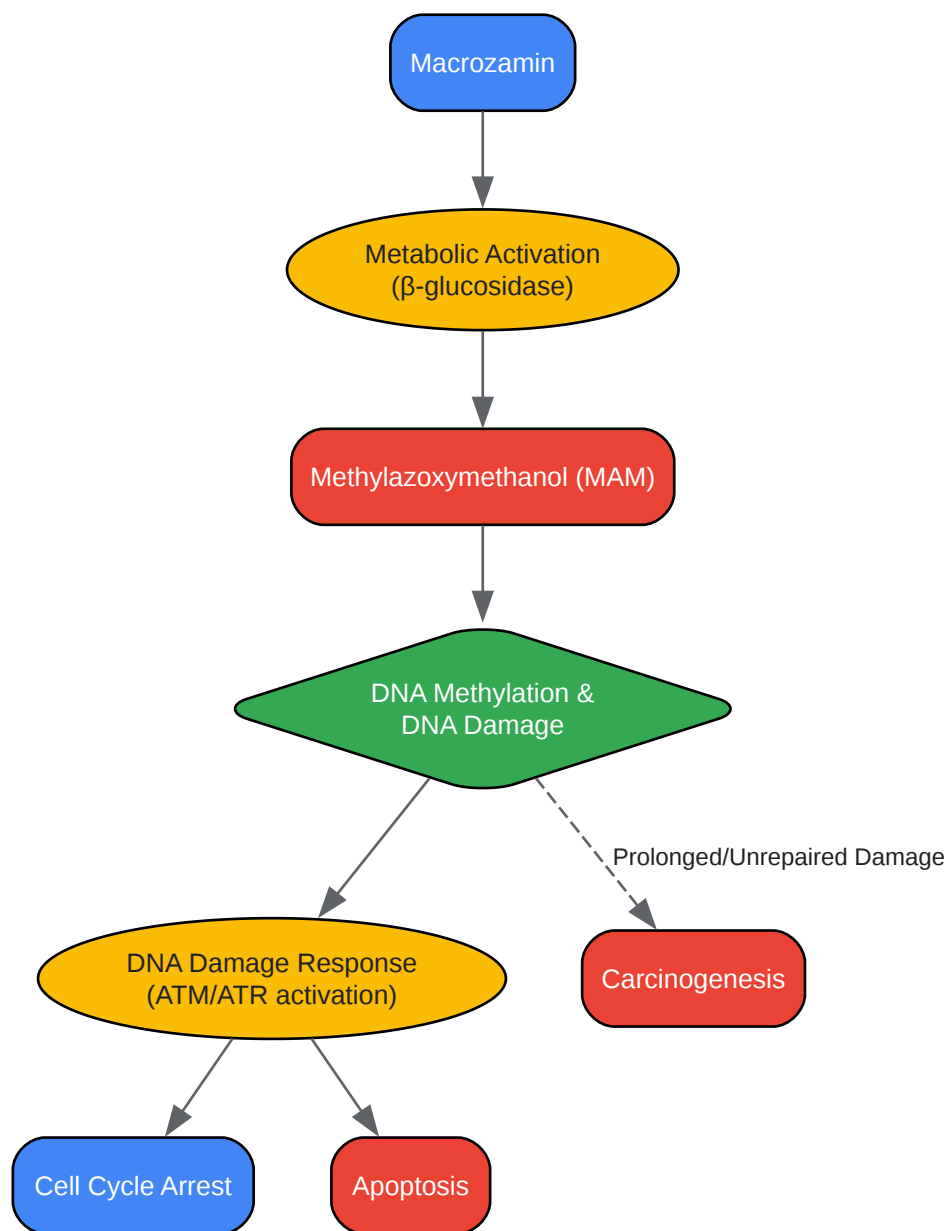 Macrozamin
Metabolic Activation
(β-glucosidase)
Methylazoxymethanol (MAM)
DNA Methylation &
DNA Damage
Prolonged/Unrepaired Damage
DNA Damage Response
(ATM/ATR activation)
Carcinogenesis
Cell Cycle Arrest
Apoptosis